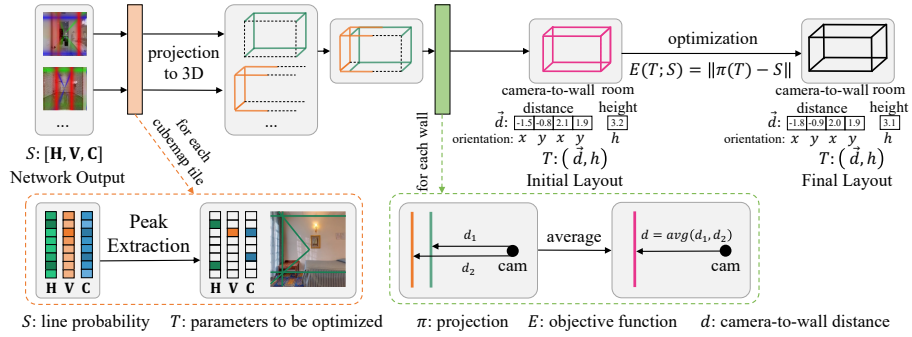 projection
to 3D
...
...
S: [H, V, C]
Network Output
for each
cubemap tile
for each wall
optimization
E(T; S) = ‖π(T) − S‖
camera-to-wall room
distance height
d⃗: -1.5 -0.8 2.1 1.9 3.2
orientation: x y x y h
T: (d⃗, h)
Initial Layout
camera-to-wall room
distance height
d⃗: -1.8 -0.9 2.0 1.9 3.1
orientation: x y x y h
T: (d⃗, h)
Final Layout
Peak
Extraction
H V C
H V C
d₁
d₂
cam
average
d = avg(d₁, d₂)
cam
S: line probability T: parameters to be optimized π: projection E: objective function d: camera-to-wall distance